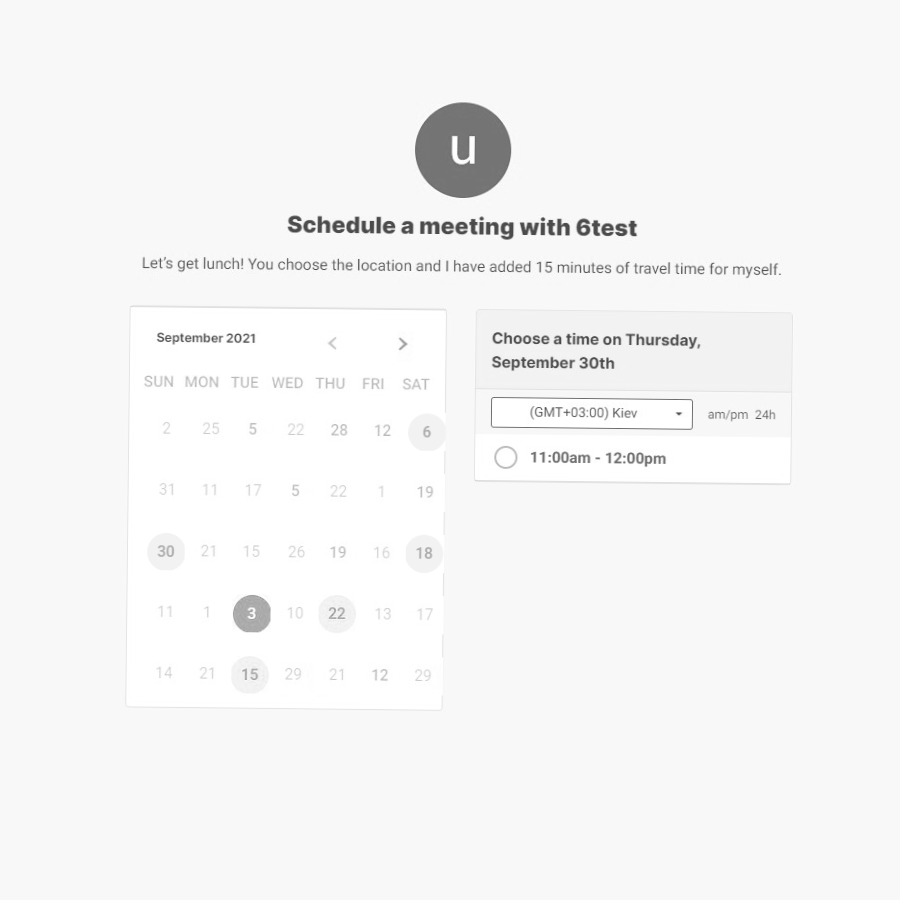 u
Schedule a meeting with 6test
Let's get lunch! You choose the location and I have added 15 minutes of travel time for myself.
September 2021
SUN MON TUE WED THU FRI SAT
2 25 5 22 28 12 6
31 11 17 5 22 1 19
30 21 15 26 19 16 18
11 1 3 10 22 13 17
14 21 15 29 21 12 29
Choose a time on Thursday,
September 30th
(GMT+03:00) Kiev am/pm 24h
11:00am - 12:00pm